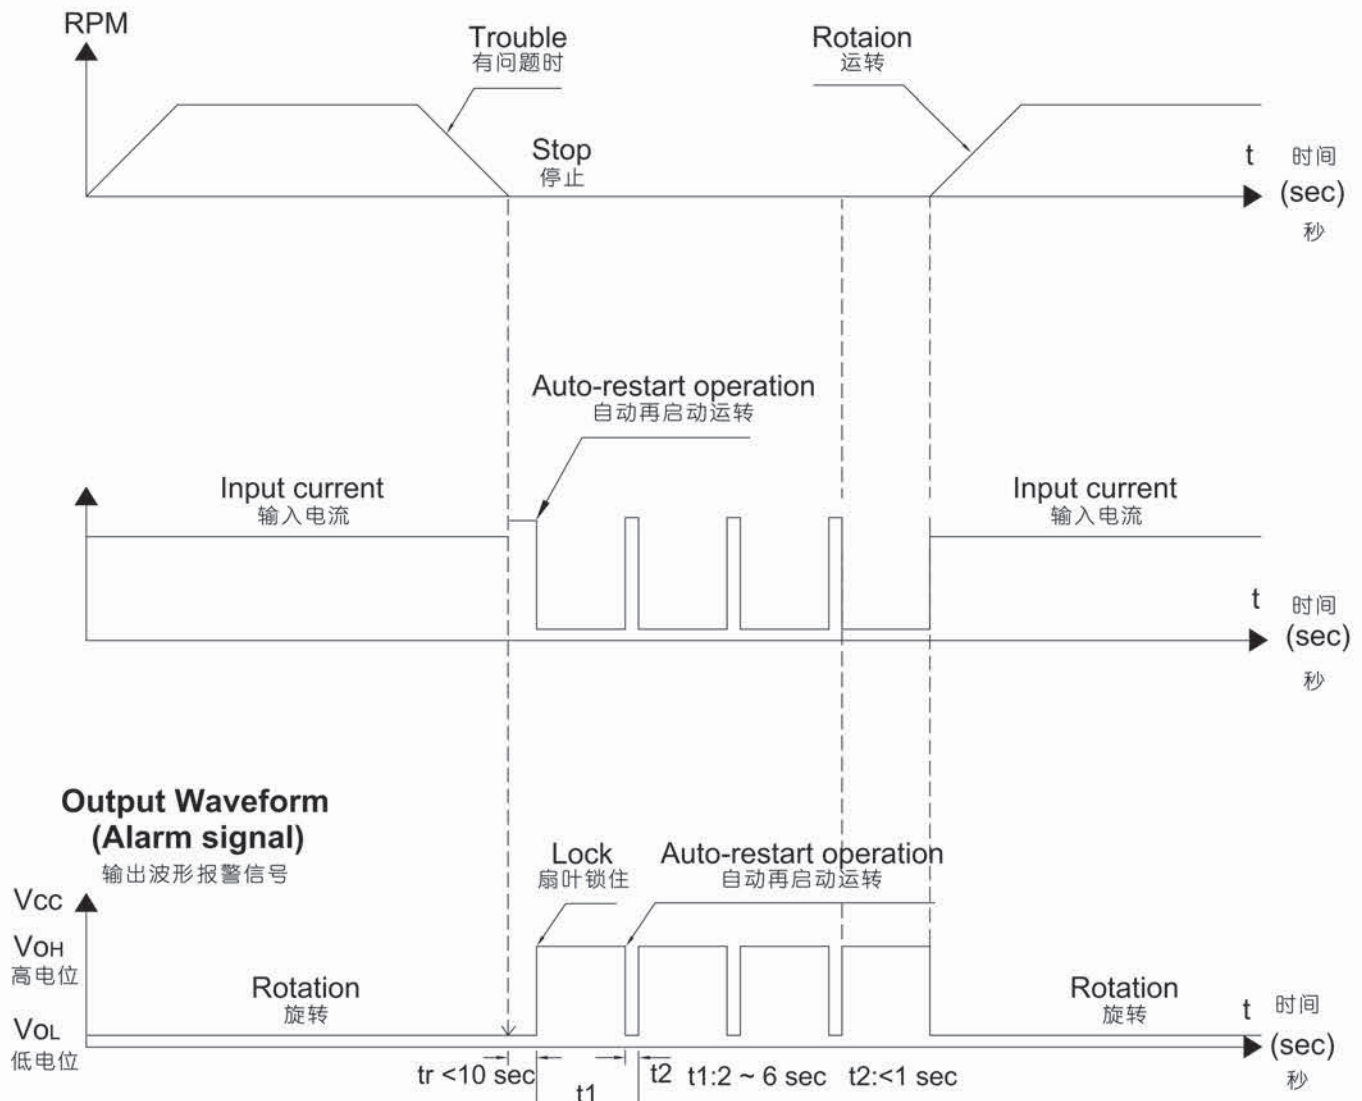 RPM
Trouble
有问题时
Rotaion
运转
Stop
停止
t 时间
(sec)
秒
Auto-restart operation
自动再启动运转
Input current
输入电流
Input current
输入电流
t 时间
(sec)
秒
Output Waveform
(Alarm signal)
输出波形报警信号
Lock
扇叶锁住
Auto-restart operation
自动再启动运转
Vcc
VOH
高电位
Rotation
旋转
Rotation
旋转
VOL
低电位
t 时间
(sec)
秒
tr <10 sec
t1
t2
t1:2 ~ 6 sec
t2:<1 sec